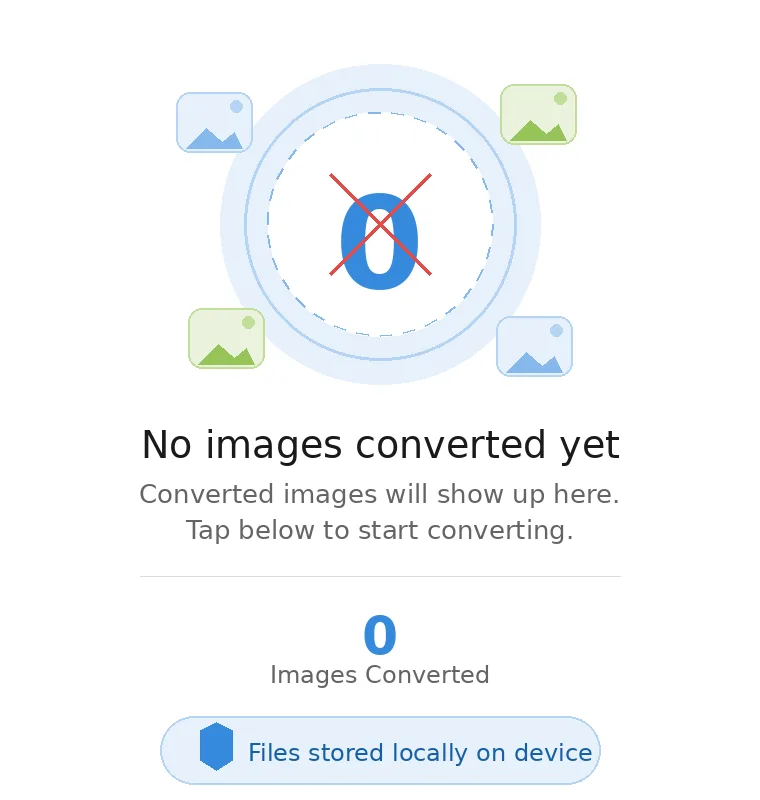 0
No images converted yet
Converted images will show up here.
Tap below to start converting.
0
Images Converted
Files stored locally on device